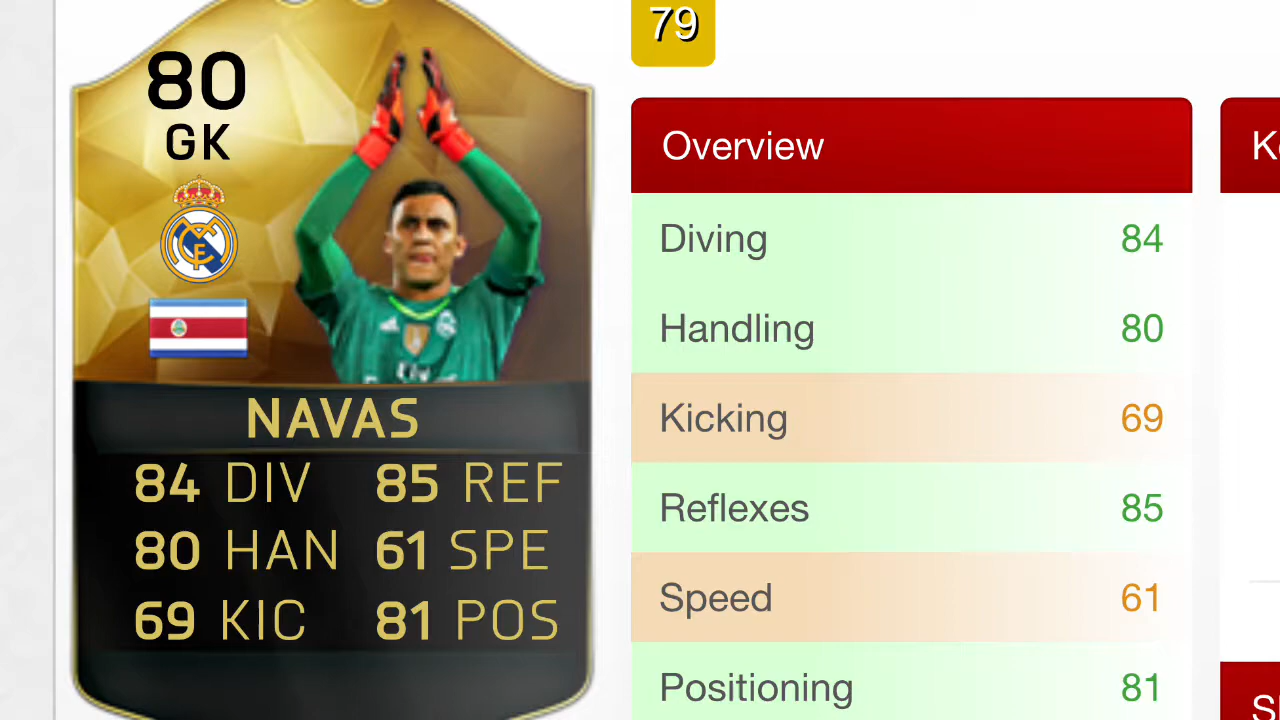 80
GK
NAVAS
84 DIV 85 REF
80 HAN 61 SPE
69 KIC 81 POS
79
Overview
Diving 84
Handling 80
Kicking 69
Reflexes 85
Speed 61
Positioning 81